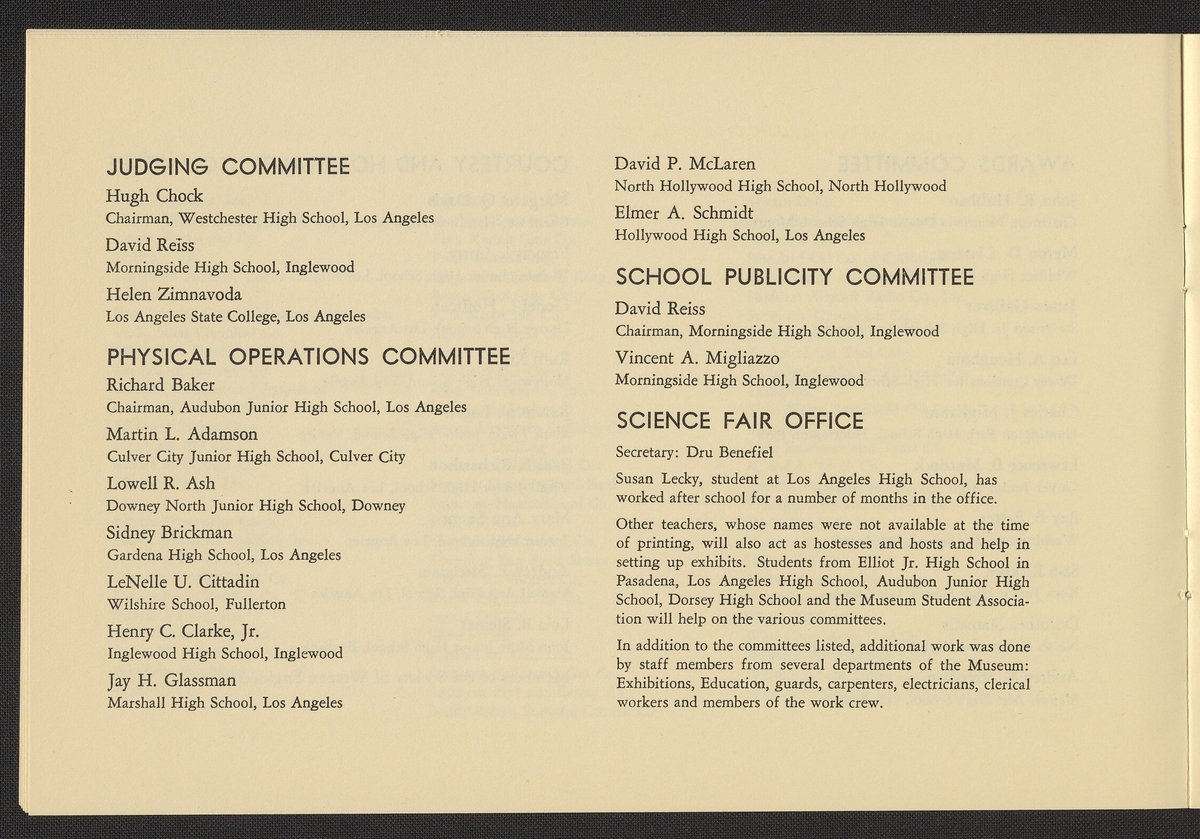 JUDGING COMMITTEE
Hugh Chock
Chairman, Westchester High School, Los Angeles
David Reiss
Morningside High School, Inglewood
Helen Zimnavoda
Los Angeles State College, Los Angeles
PHYSICAL OPERATIONS COMMITTEE
Richard Baker
Chairman, Audubon Junior High School, Los Angeles
Martin L. Adamson
Culver City Junior High School, Culver City
Lowell R. Ash
Downey North Junior High School, Downey
Sidney Brickman
Gardena High School, Los Angeles
LeNelle U. Cittadin
Wilshire School, Fullerton
Henry C. Clarke, Jr.
Inglewood High School, Inglewood
Jay H. Glassman
Marshall High School, Los Angeles
David P. McLaren
North Hollywood High School, North Hollywood
Elmer A. Schmidt
Hollywood High School, Los Angeles
SCHOOL PUBLICITY COMMITTEE
David Reiss
Chairman, Morningside High School, Inglewood
Vincent A. Migliazzo
Morningside High School, Inglewood
SCIENCE FAIR OFFICE
Secretary: Dru Benefiel
Susan Lecky, student at Los Angeles High School, has
worked after school for a number of months in the office.
Other teachers, whose names were not available at the time
of printing, will also act as hostesses and hosts and help in
setting up exhibits. Students from Elliot Jr. High School in
Pasadena, Los Angeles High School, Audubon Junior High
School, Dorsey High School and the Museum Student Associa-
tion will help on the various committees.
In addition to the committees listed, additional work was done
by staff members from several departments of the Museum:
Exhibitions, Education, guards, carpenters, electricians, clerical
workers and members of the work crew.